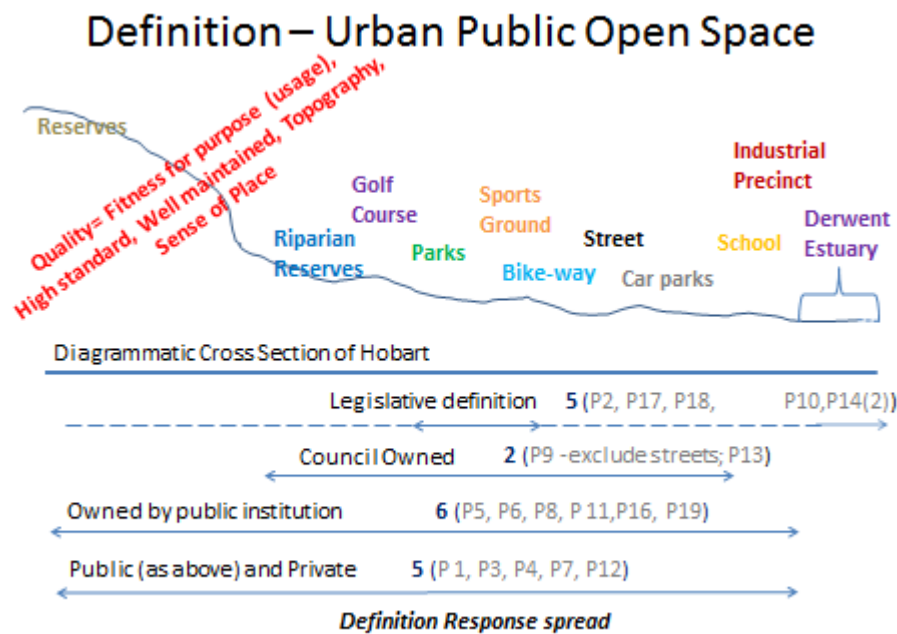 Definition – Urban Public Open Space
Reserves
Quality= Fitness for purpose (usage),
High standard, Well maintained, Topography,
Sense of Place
Industrial
Precinct
Golf
Course
Sports
Ground
Derwent
Estuary
Riparian
Reserves
Parks
Street
School
Bike-way
Car parks
Diagrammatic Cross Section of Hobart
Legislative definition 5 (P2, P17, P18, P10,P14(2))
Council Owned 2 (P9 -exclude streets; P13)
Owned by public institution 6 (P5, P6, P8, P 11,P16, P19)
Public (as above) and Private 5 (P 1, P3, P4, P7, P12)
Definition Response spread